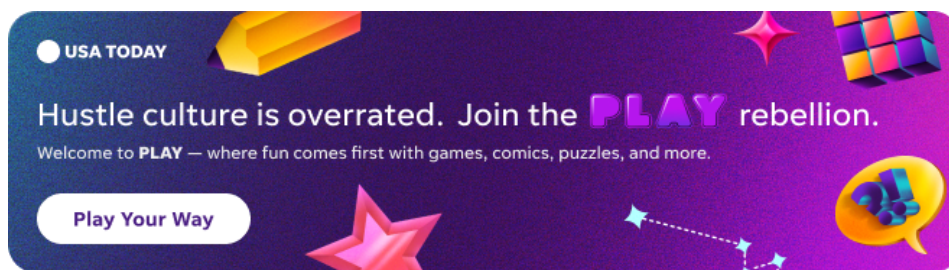 USA TODAY
Hustle culture is overrated. Join the PLAY rebellion.
Welcome to PLAY — where fun comes first with games, comics, puzzles, and more.
Play Your Way
?!